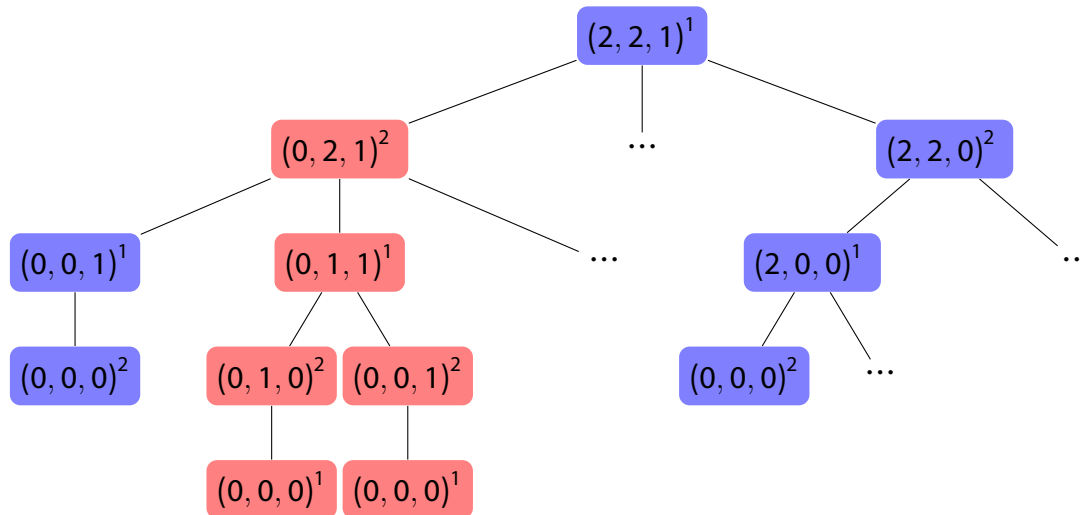 (2, 2, 1)¹
(0, 2, 1)² ... (2, 2, 0)²
(0, 0, 1)¹ (0, 1, 1)¹ ... (2, 0, 0)¹ ..
(0, 0, 0)² (0, 1, 0)² (0, 0, 1)² (0, 0, 0)² ...
(0, 0, 0)¹ (0, 0, 0)¹